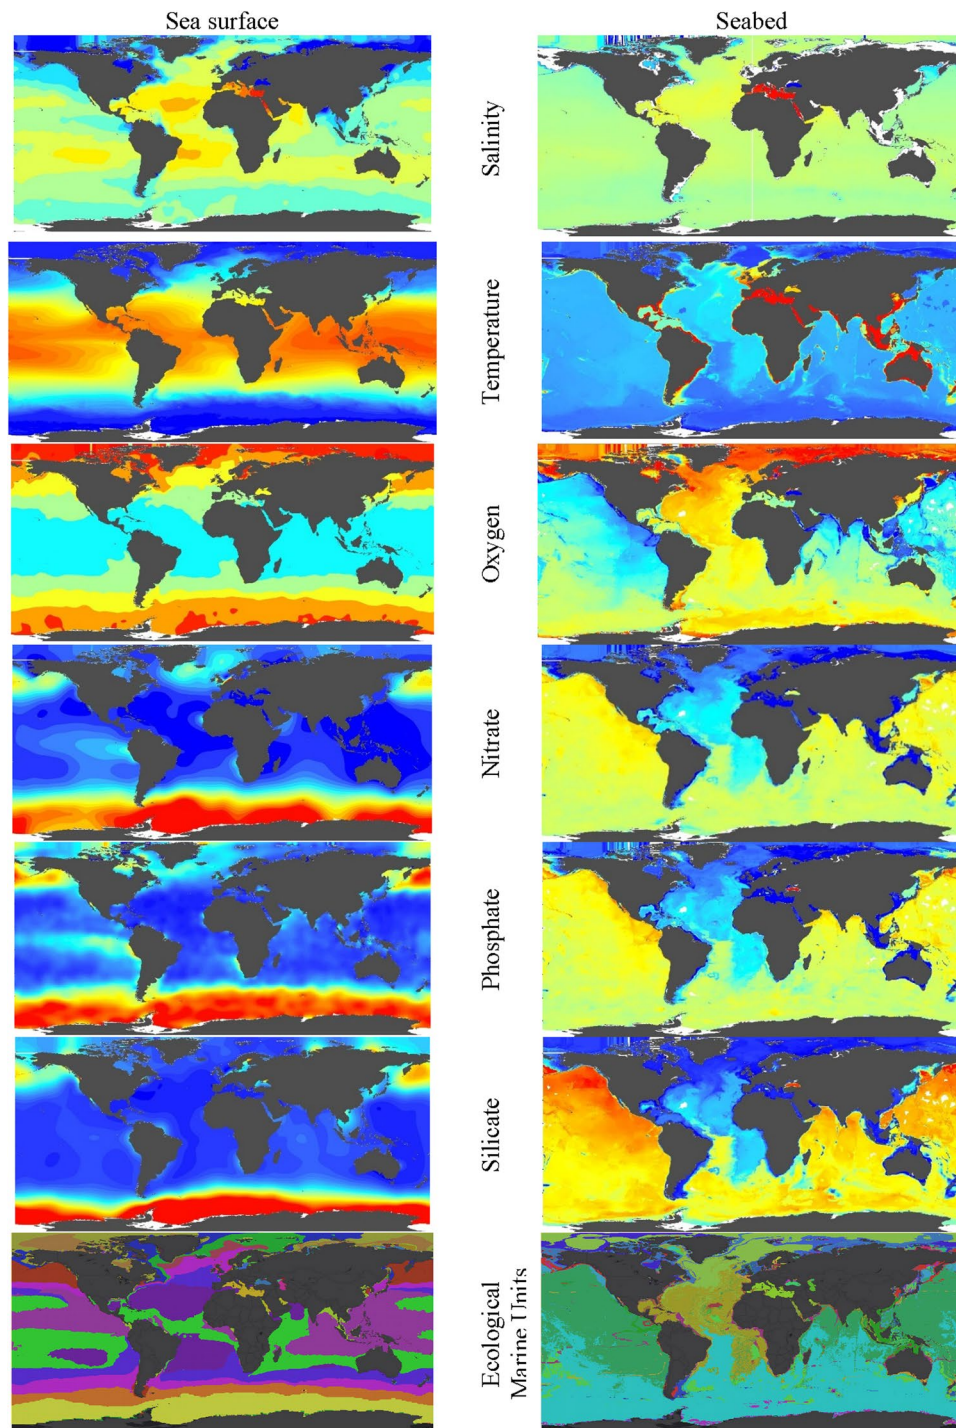 Sea surface
Seabed
Salinity
Temperature
Oxygen
Nitrate
Phosphate
Silicate
Ecological
Marine Units